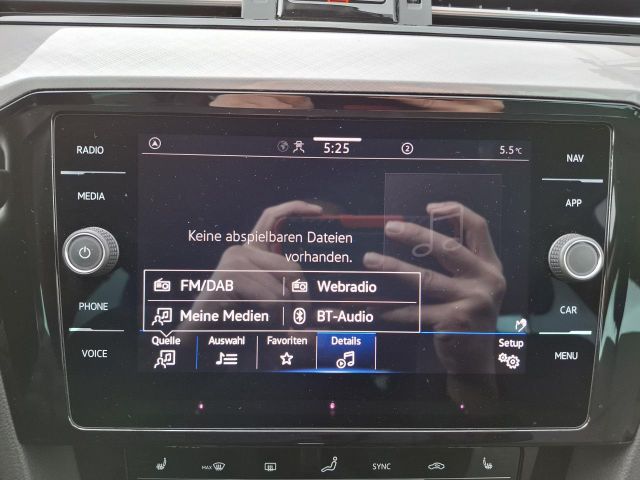 RADIO
MEDIA
PHONE
VOICE
5:25
2
5.5 °C
Keine abspielbaren Dateien
vorhanden.
FM/DAB Webradio
Meine Medien BT-Audio
Quelle Auswahl Favoriten Details Setup
NAV
APP
CAR
MENU
MAX SYNC